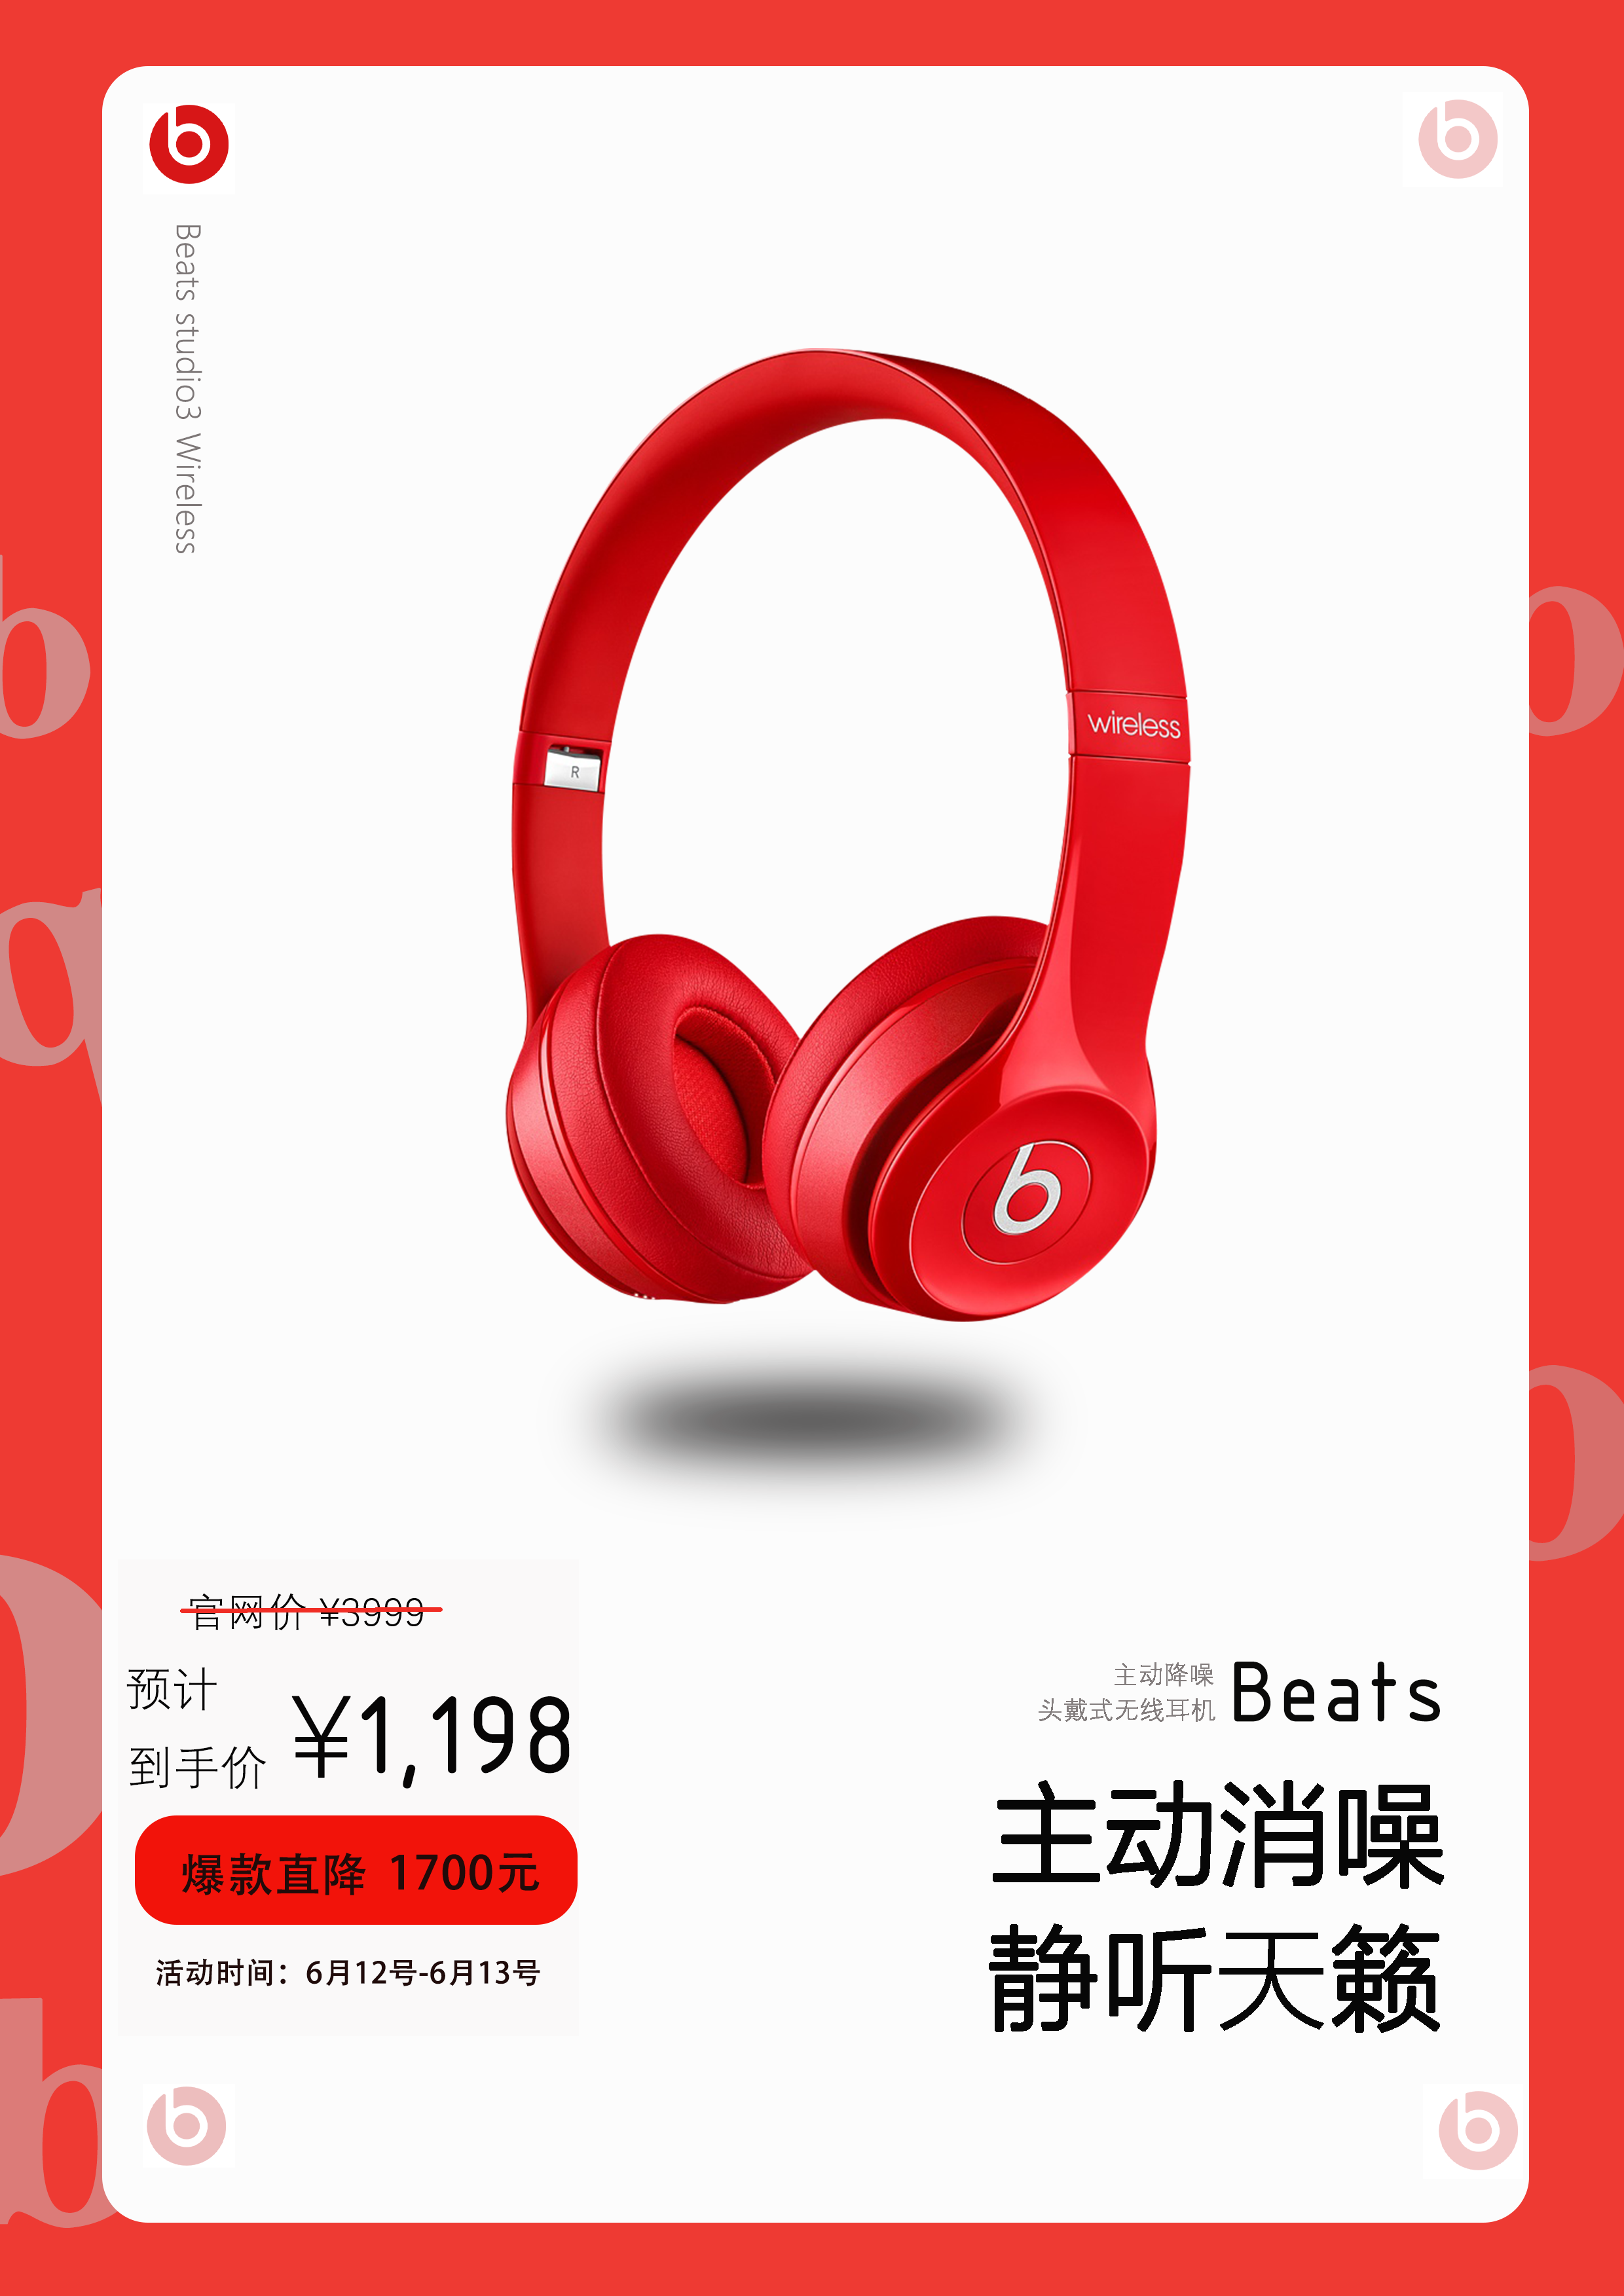 Beats studio3 Wireless
wireless
R
官网价 ¥3999
预计
到手价 ¥1,198
爆款直降 1700元
活动时间：6月12号-6月13号
主动降噪
头戴式无线耳机 Beats
主动消噪
静听天籁
b
b
b
b
b
b
q
b
b
b
b